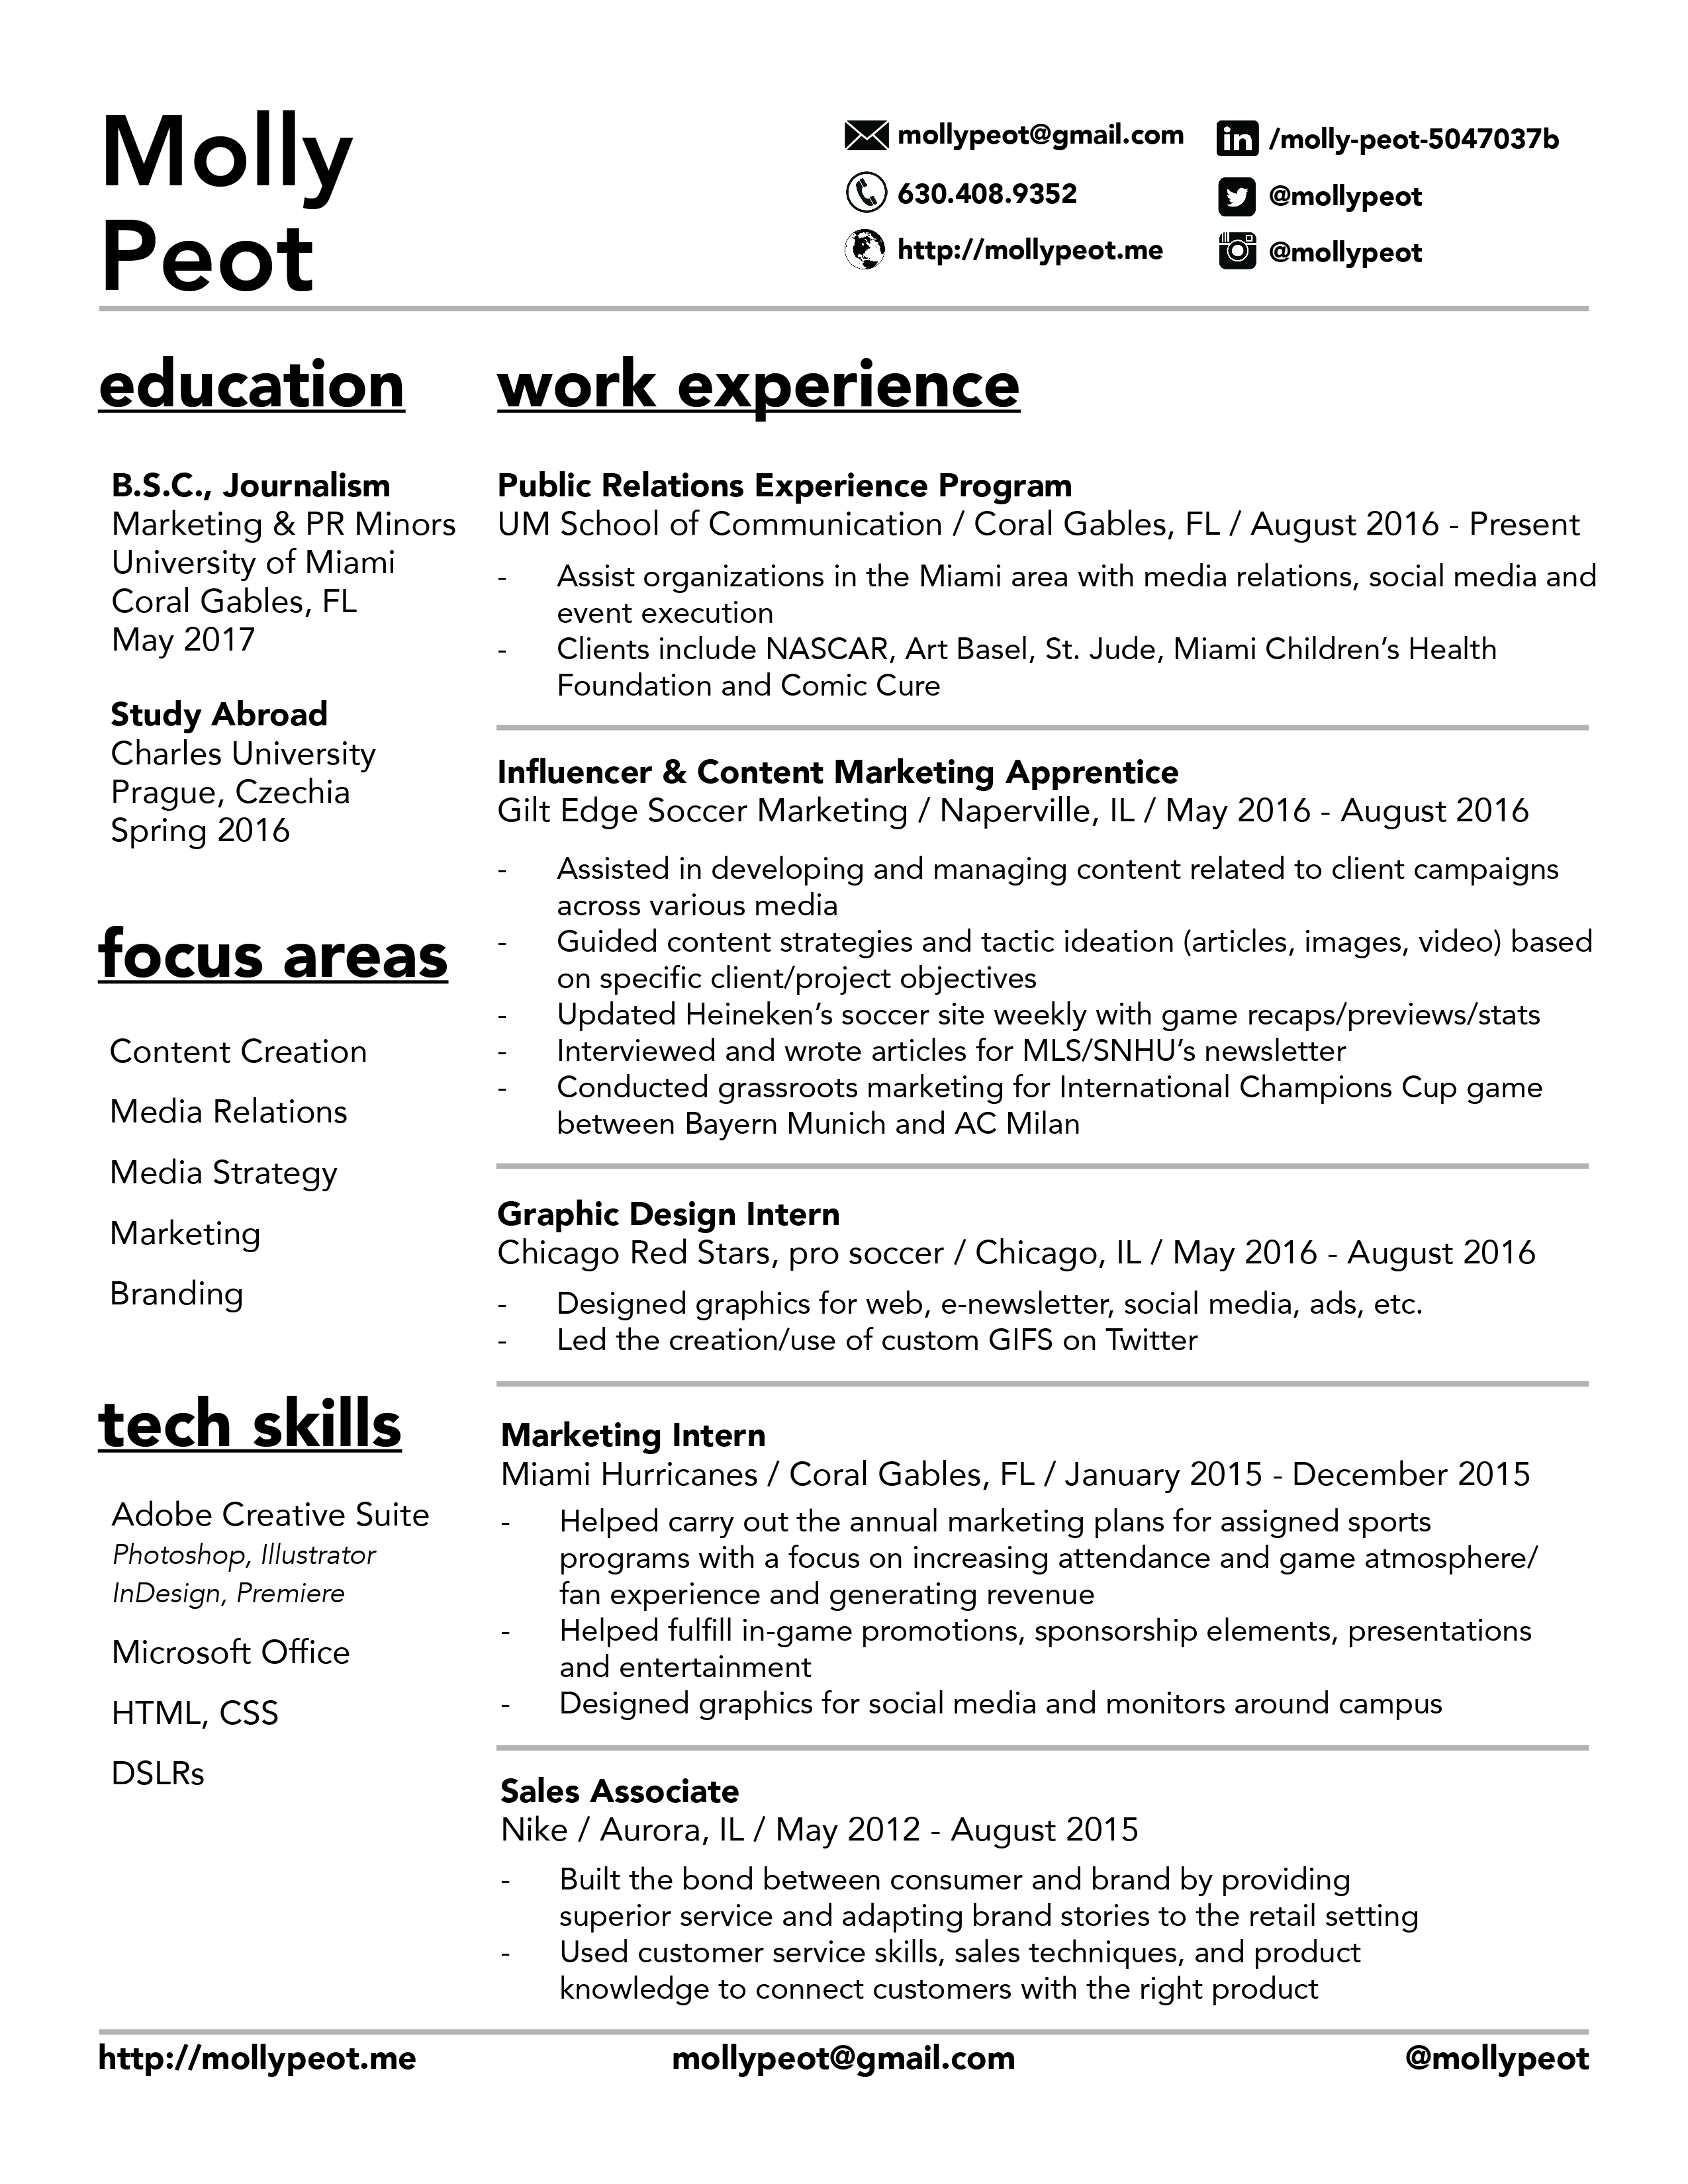 Molly
Peot
mollypeot@gmail.com
630.408.9352
http://mollypeot.me
/molly-peot-5047037b
@mollypeot
@mollypeot
education
B.S.C., Journalism
Marketing & PR Minors
University of Miami
Coral Gables, FL
May 2017
Study Abroad
Charles University
Prague, Czechia
Spring 2016
focus areas
Content Creation
Media Relations
Media Strategy
Marketing
Branding
tech skills
Adobe Creative Suite
Photoshop, Illustrator
InDesign, Premiere
Microsoft Office
HTML, CSS
DSLRs
work experience
Public Relations Experience Program
UM School of Communication / Coral Gables, FL / August 2016 - Present
- Assist organizations in the Miami area with media relations, social media and
event execution
- Clients include NASCAR, Art Basel, St. Jude, Miami Children’s Health
Foundation and Comic Cure
Influencer & Content Marketing Apprentice
Gilt Edge Soccer Marketing / Naperville, IL / May 2016 - August 2016
- Assisted in developing and managing content related to client campaigns
across various media
- Guided content strategies and tactic ideation (articles, images, video) based
on specific client/project objectives
- Updated Heineken’s soccer site weekly with game recaps/previews/stats
- Interviewed and wrote articles for MLS/SNHU’s newsletter
- Conducted grassroots marketing for International Champions Cup game
between Bayern Munich and AC Milan
Graphic Design Intern
Chicago Red Stars, pro soccer / Chicago, IL / May 2016 - August 2016
- Designed graphics for web, e-newsletter, social media, ads, etc.
- Led the creation/use of custom GIFS on Twitter
Marketing Intern
Miami Hurricanes / Coral Gables, FL / January 2015 - December 2015
- Helped carry out the annual marketing plans for assigned sports
programs with a focus on increasing attendance and game atmosphere/
fan experience and generating revenue
- Helped fulfill in-game promotions, sponsorship elements, presentations
and entertainment
- Designed graphics for social media and monitors around campus
Sales Associate
Nike / Aurora, IL / May 2012 - August 2015
- Built the bond between consumer and brand by providing
superior service and adapting brand stories to the retail setting
- Used customer service skills, sales techniques, and product
knowledge to connect customers with the right product
http://mollypeot.me
mollypeot@gmail.com
@mollypeot